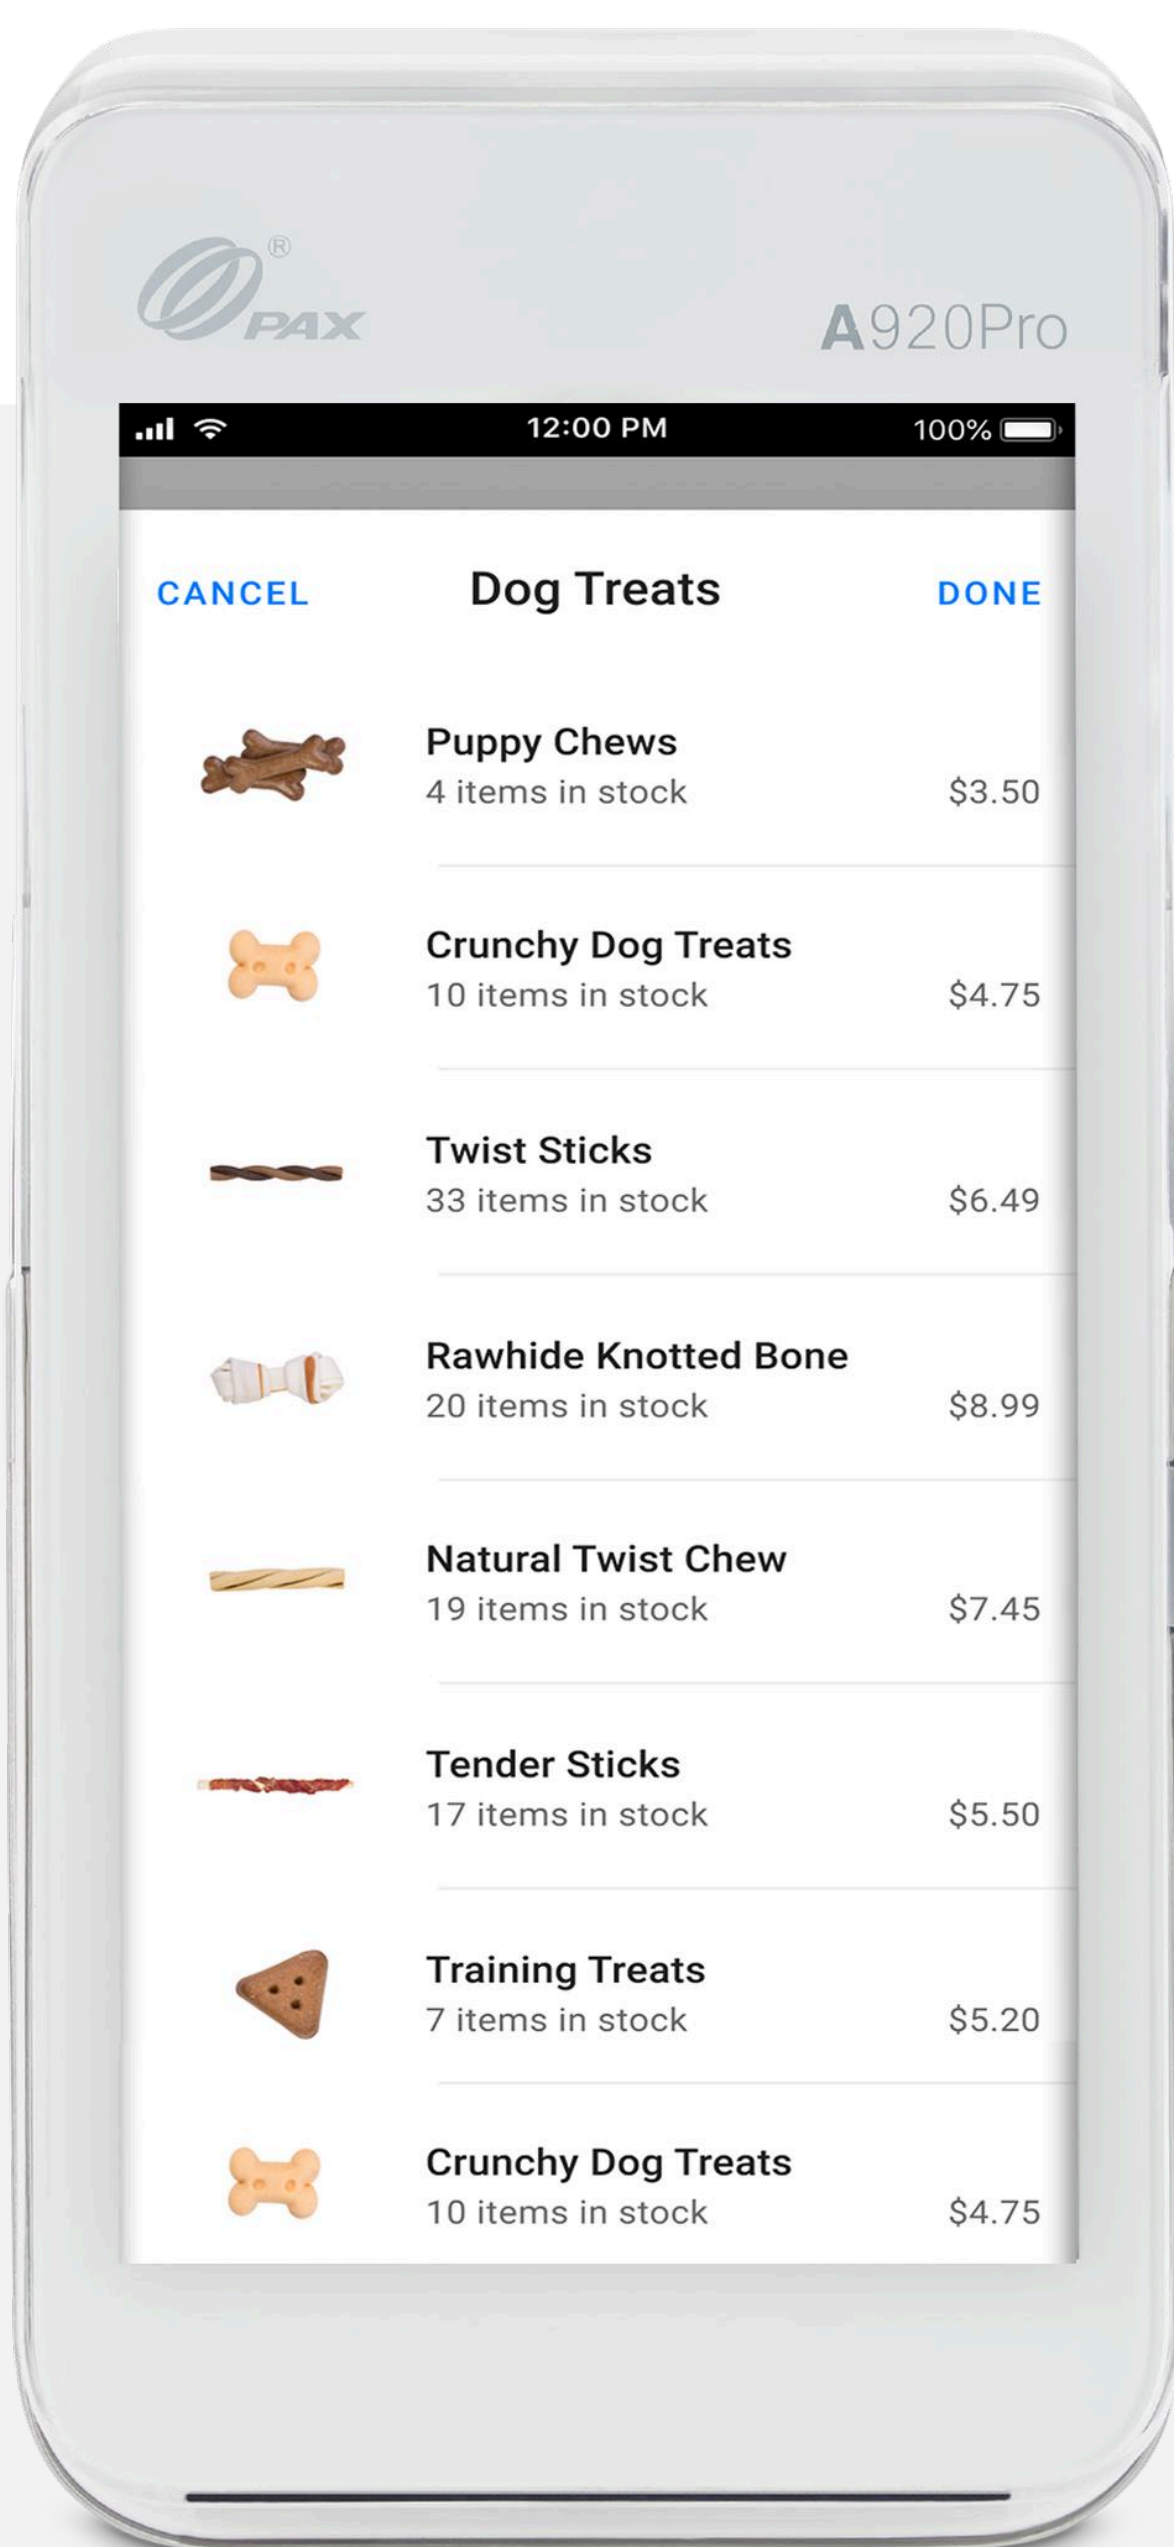 ® PAX
A920Pro
12:00 PM 100%
CANCEL Dog Treats DONE
Puppy Chews
4 items in stock $3.50
Crunchy Dog Treats
10 items in stock $4.75
Twist Sticks
33 items in stock $6.49
Rawhide Knotted Bone
20 items in stock $8.99
Natural Twist Chew
19 items in stock $7.45
Tender Sticks
17 items in stock $5.50
Training Treats
7 items in stock $5.20
Crunchy Dog Treats
10 items in stock $4.75